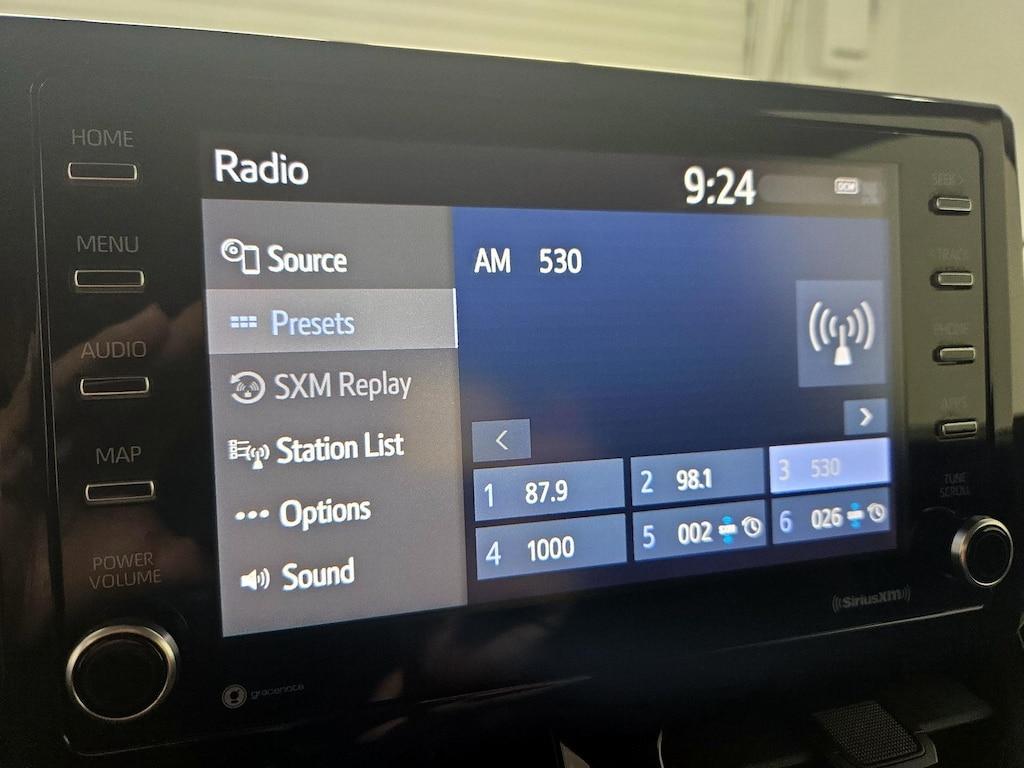 HOME
MENU
AUDIO
MAP
POWER
VOLUME
Radio
9:24
DCM
Source
Presets
SXM Replay
Station List
Options
Sound
AM 530
<
>
1 87.9
2 98.1
3 530
4 1000
5 002
6 026
SEEK >
TRACK
PHONE
APPS
TUNE
SCROLL
gracenote
SiriusXM